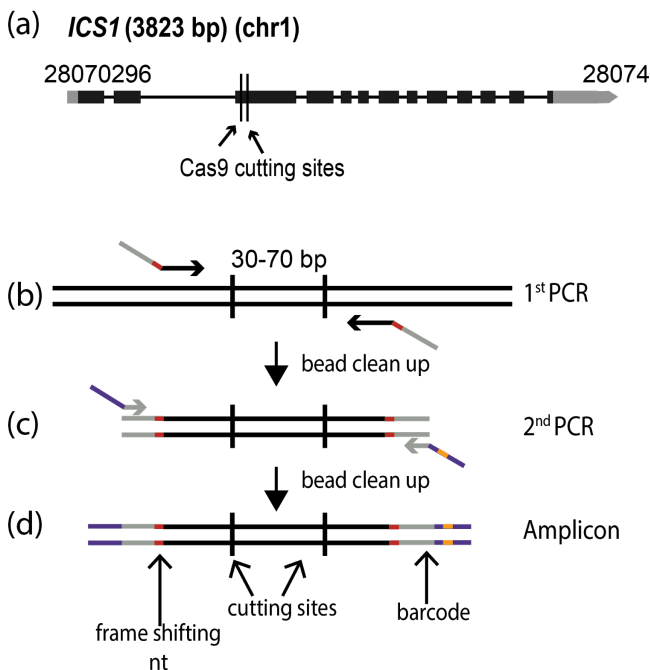 (a) ICS1 (3823 bp) (chr1)
28070296 28074
Cas9 cutting sites
30-70 bp
(b) 1st PCR
bead clean up
(c) 2nd PCR
bead clean up
(d) Amplicon
cutting sites
barcode
frame shifting
nt